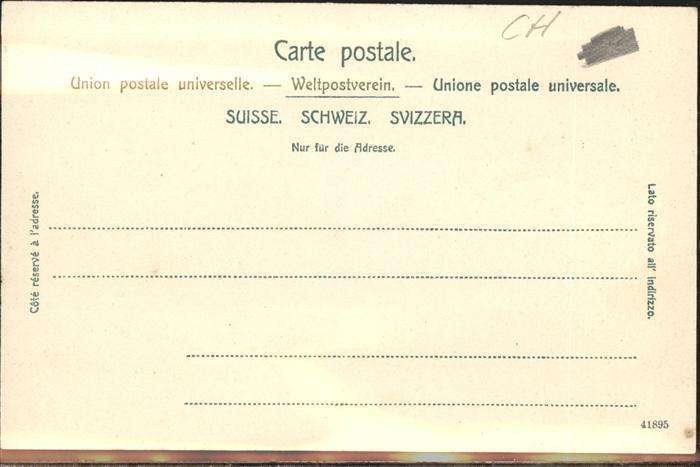 CH
Carte postale.
Union postale universelle. — Weltpostverein. — Unione postale universale.
SUISSE. SCHWEIZ. SVIZZERA.
Nur für die Adresse.
Côté réservé à l'adresse.
Lato riservato all' indirizzo.
41895